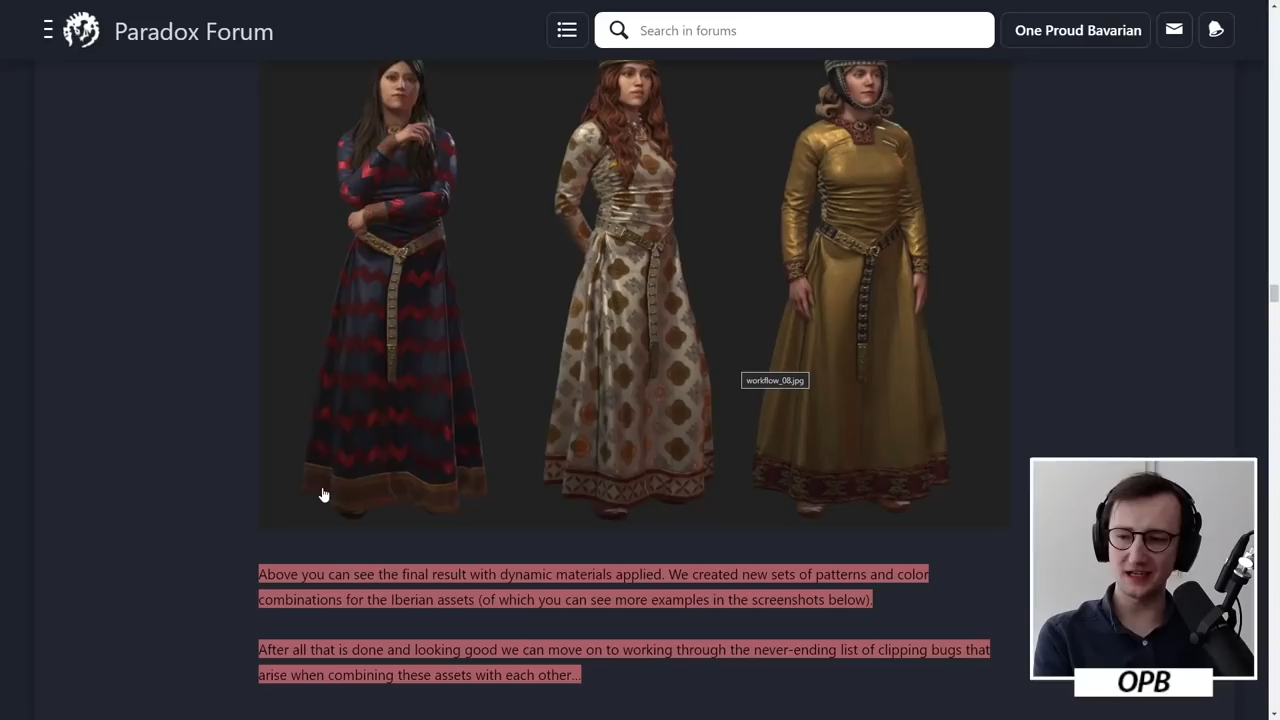 Paradox Forum
Search in forums
One Proud Bavarian
workflow_08.jpg
Above you can see the final result with dynamic materials applied. We created new sets of patterns and color
combinations for the Iberian assets (of which you can see more examples in the screenshots below).
After all that is done and looking good we can move on to working through the never-ending list of clipping bugs that
arise when combining these assets with each other...
OPB